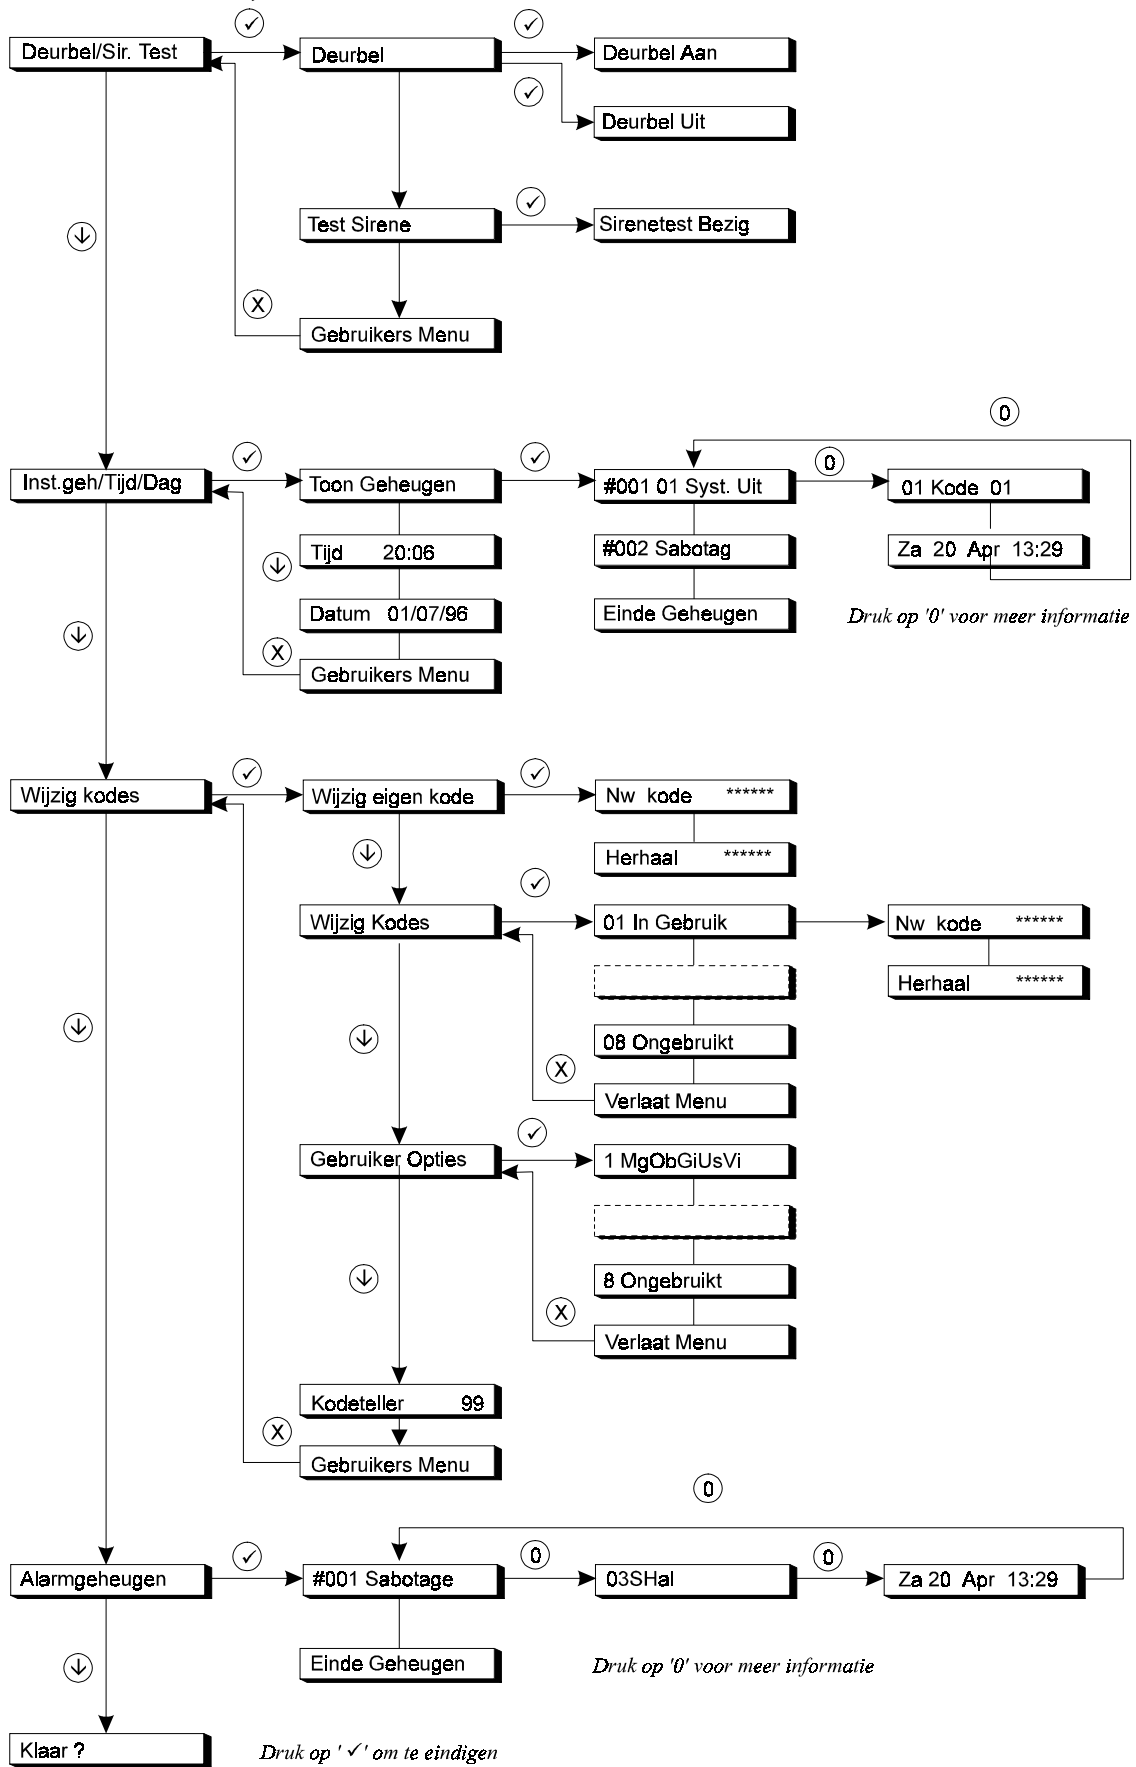 Deurbel/Sir. Test
✓
Deurbel
✓
Deurbel Aan
✓
Deurbel Uit
Test Sirene
✓
Sirenetest Bezig
↓
X
Gebruikers Menu
0
Inst.geh/Tijd/Dag
✓
Toon Geheugen
✓
#001 01 Syst. Uit
0
01 Kode 01
↓
Tijd 20:06
#002 Sabotag
Za 20 Apr 13:29
Datum 01/07/96
Einde Geheugen
Druk op '0' voor meer informatie
↓
X
Gebruikers Menu
Wijzig kodes
✓
Wijzig eigen kode
✓
Nw kode ******
↓
Herhaal ******
✓
Wijzig Kodes
01 In Gebruik
Nw kode ******
Herhaal ******
↓
↓
08 Ongebruikt
X
Verlaat Menu
✓
Gebruiker Opties
1 MgObGiUsVi
↓
8 Ongebruikt
X
Verlaat Menu
Kodeteller 99
X
Gebruikers Menu
0
Alarmgeheugen
✓
#001 Sabotage
0
03SHal
0
Za 20 Apr 13:29
↓
Einde Geheugen
Druk op '0' voor meer informatie
Klaar ?
Druk op ' ✓' om te eindigen